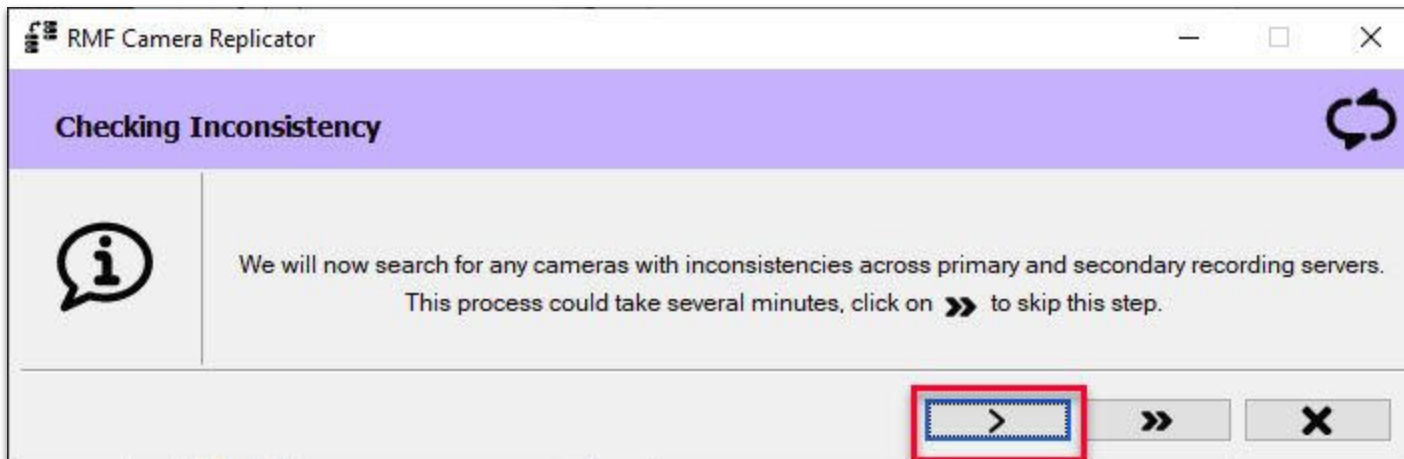 RMF Camera Replicator
Checking Inconsistency
We will now search for any cameras with inconsistencies across primary and secondary recording servers.
This process could take several minutes, click on » to skip this step.
> »